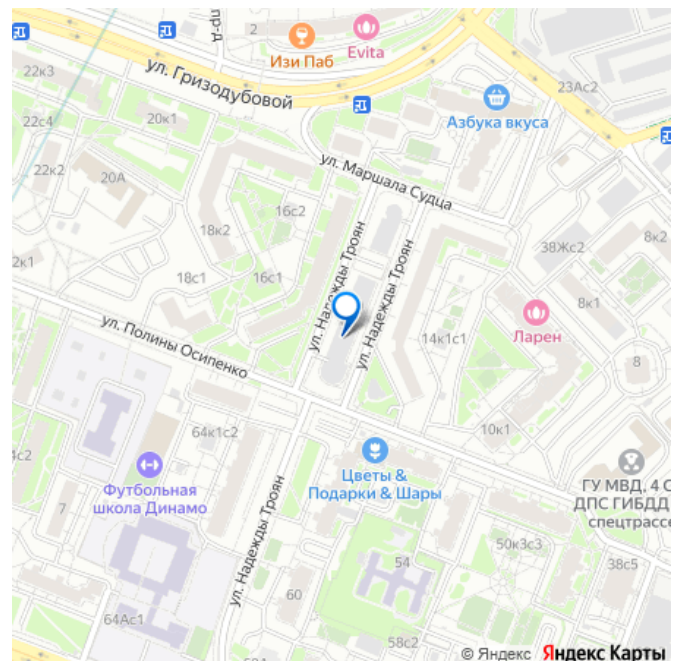 пр-д
2
Изи Паб
Evita
22к3
ул. Гризодубовой
23Ас2
22с4
20к1
Азбука вкуса
22к2
20А
ул. Маршала Судца
16с2
18к2
38Жс2
8к2
2к1
18с1
16с1
ул. Надежды Троян
ул. Надежды Троян
8к1
14к1с1
Ларен
ул. Полины Осипенко
8
64к1с2
10к1
4с2
Футбольная
школа Динамо
Цветы &
Подарки & Шары
ГУ МВД, 4 С
ДПС ГИБДД
спецтрассе
7
ул. Надежды Троян
50к3с3
54
38с5
60
64Ас1
58с2
© Яндекс Яндекс Карты